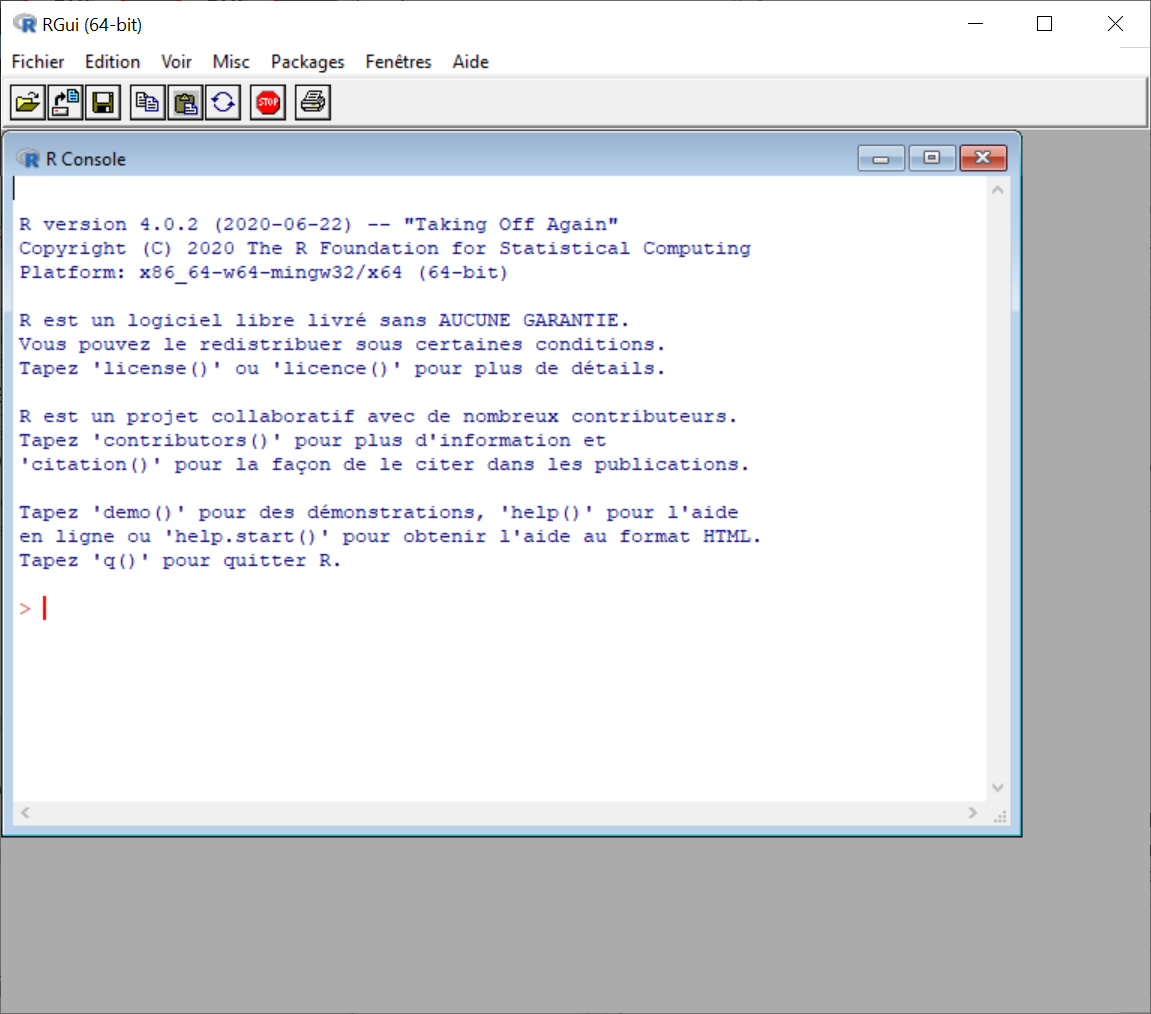 RGui (64-bit)
Fichier Edition Voir Misc Packages Fenêtres Aide
STOP
R Console
R version 4.0.2 (2020-06-22) -- "Taking Off Again"
Copyright (C) 2020 The R Foundation for Statistical Computing
Platform: x86_64-w64-mingw32/x64 (64-bit)
R est un logiciel libre livré sans AUCUNE GARANTIE.
Vous pouvez le redistribuer sous certaines conditions.
Tapez 'license()' ou 'licence()' pour plus de détails.
R est un projet collaboratif avec de nombreux contributeurs.
Tapez 'contributors()' pour plus d'information et
'citation()' pour la façon de le citer dans les publications.
Tapez 'demo()' pour des démonstrations, 'help()' pour l'aide
en ligne ou 'help.start()' pour obtenir l'aide au format HTML.
Tapez 'q()' pour quitter R.
>